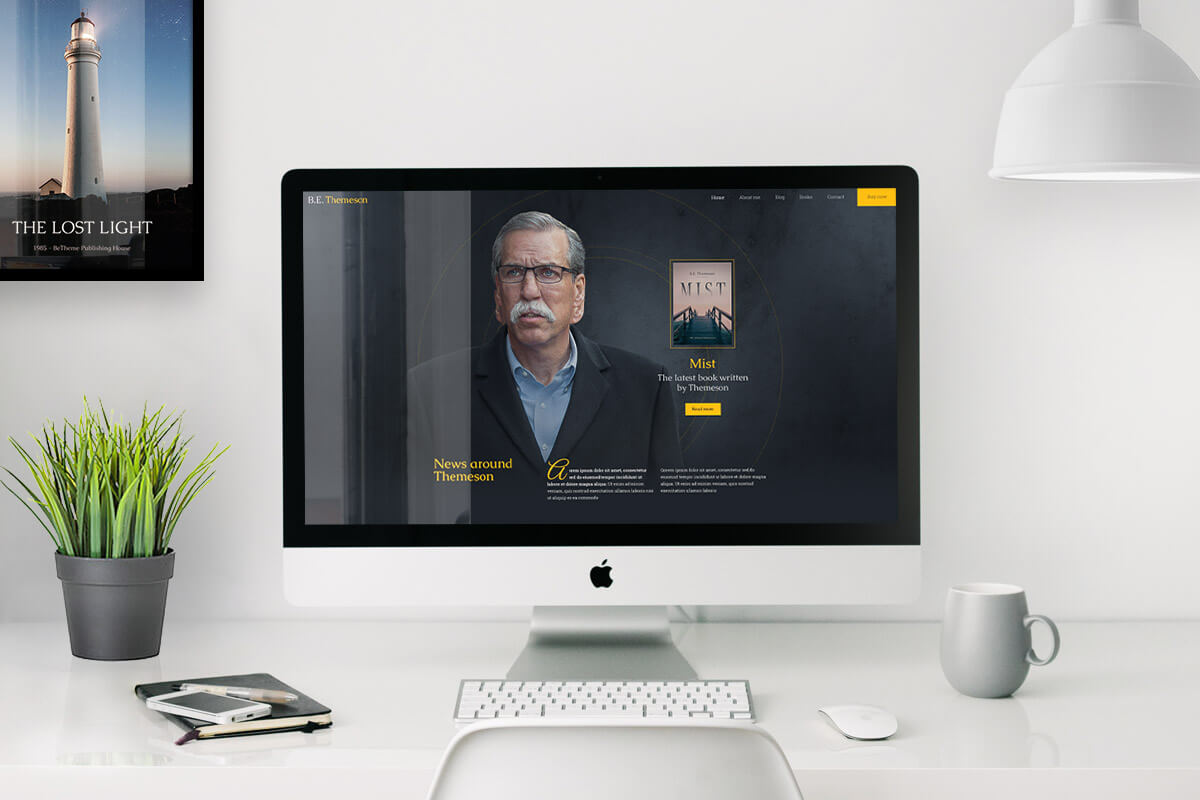 THE LOST LIGHT
1985 - BeTheme Publishing House
B.E. Themeson
Home About me Blog Books Contact Buy now
B.E. Themeson
MIST
Mist
The latest book written
by Themeson
Read more
News around
Themeson
Aorem ipsum dolor sit amet, consectetur
sed do eiusmod tempor incididunt ut
labore et dolore magna aliqua. Ut enim ad minim
veniam, quis nostrud exercitation ullamco laboris nisi
ut aliquip ex ea commodo
Qorem ipsum dolor sit amet, consectetur sed do
eiusmod tempor incididunt ut labore et dolore magna
aliqua. Ut enim ad minim veniam, quis nostrud
exercitation ullamco laboris